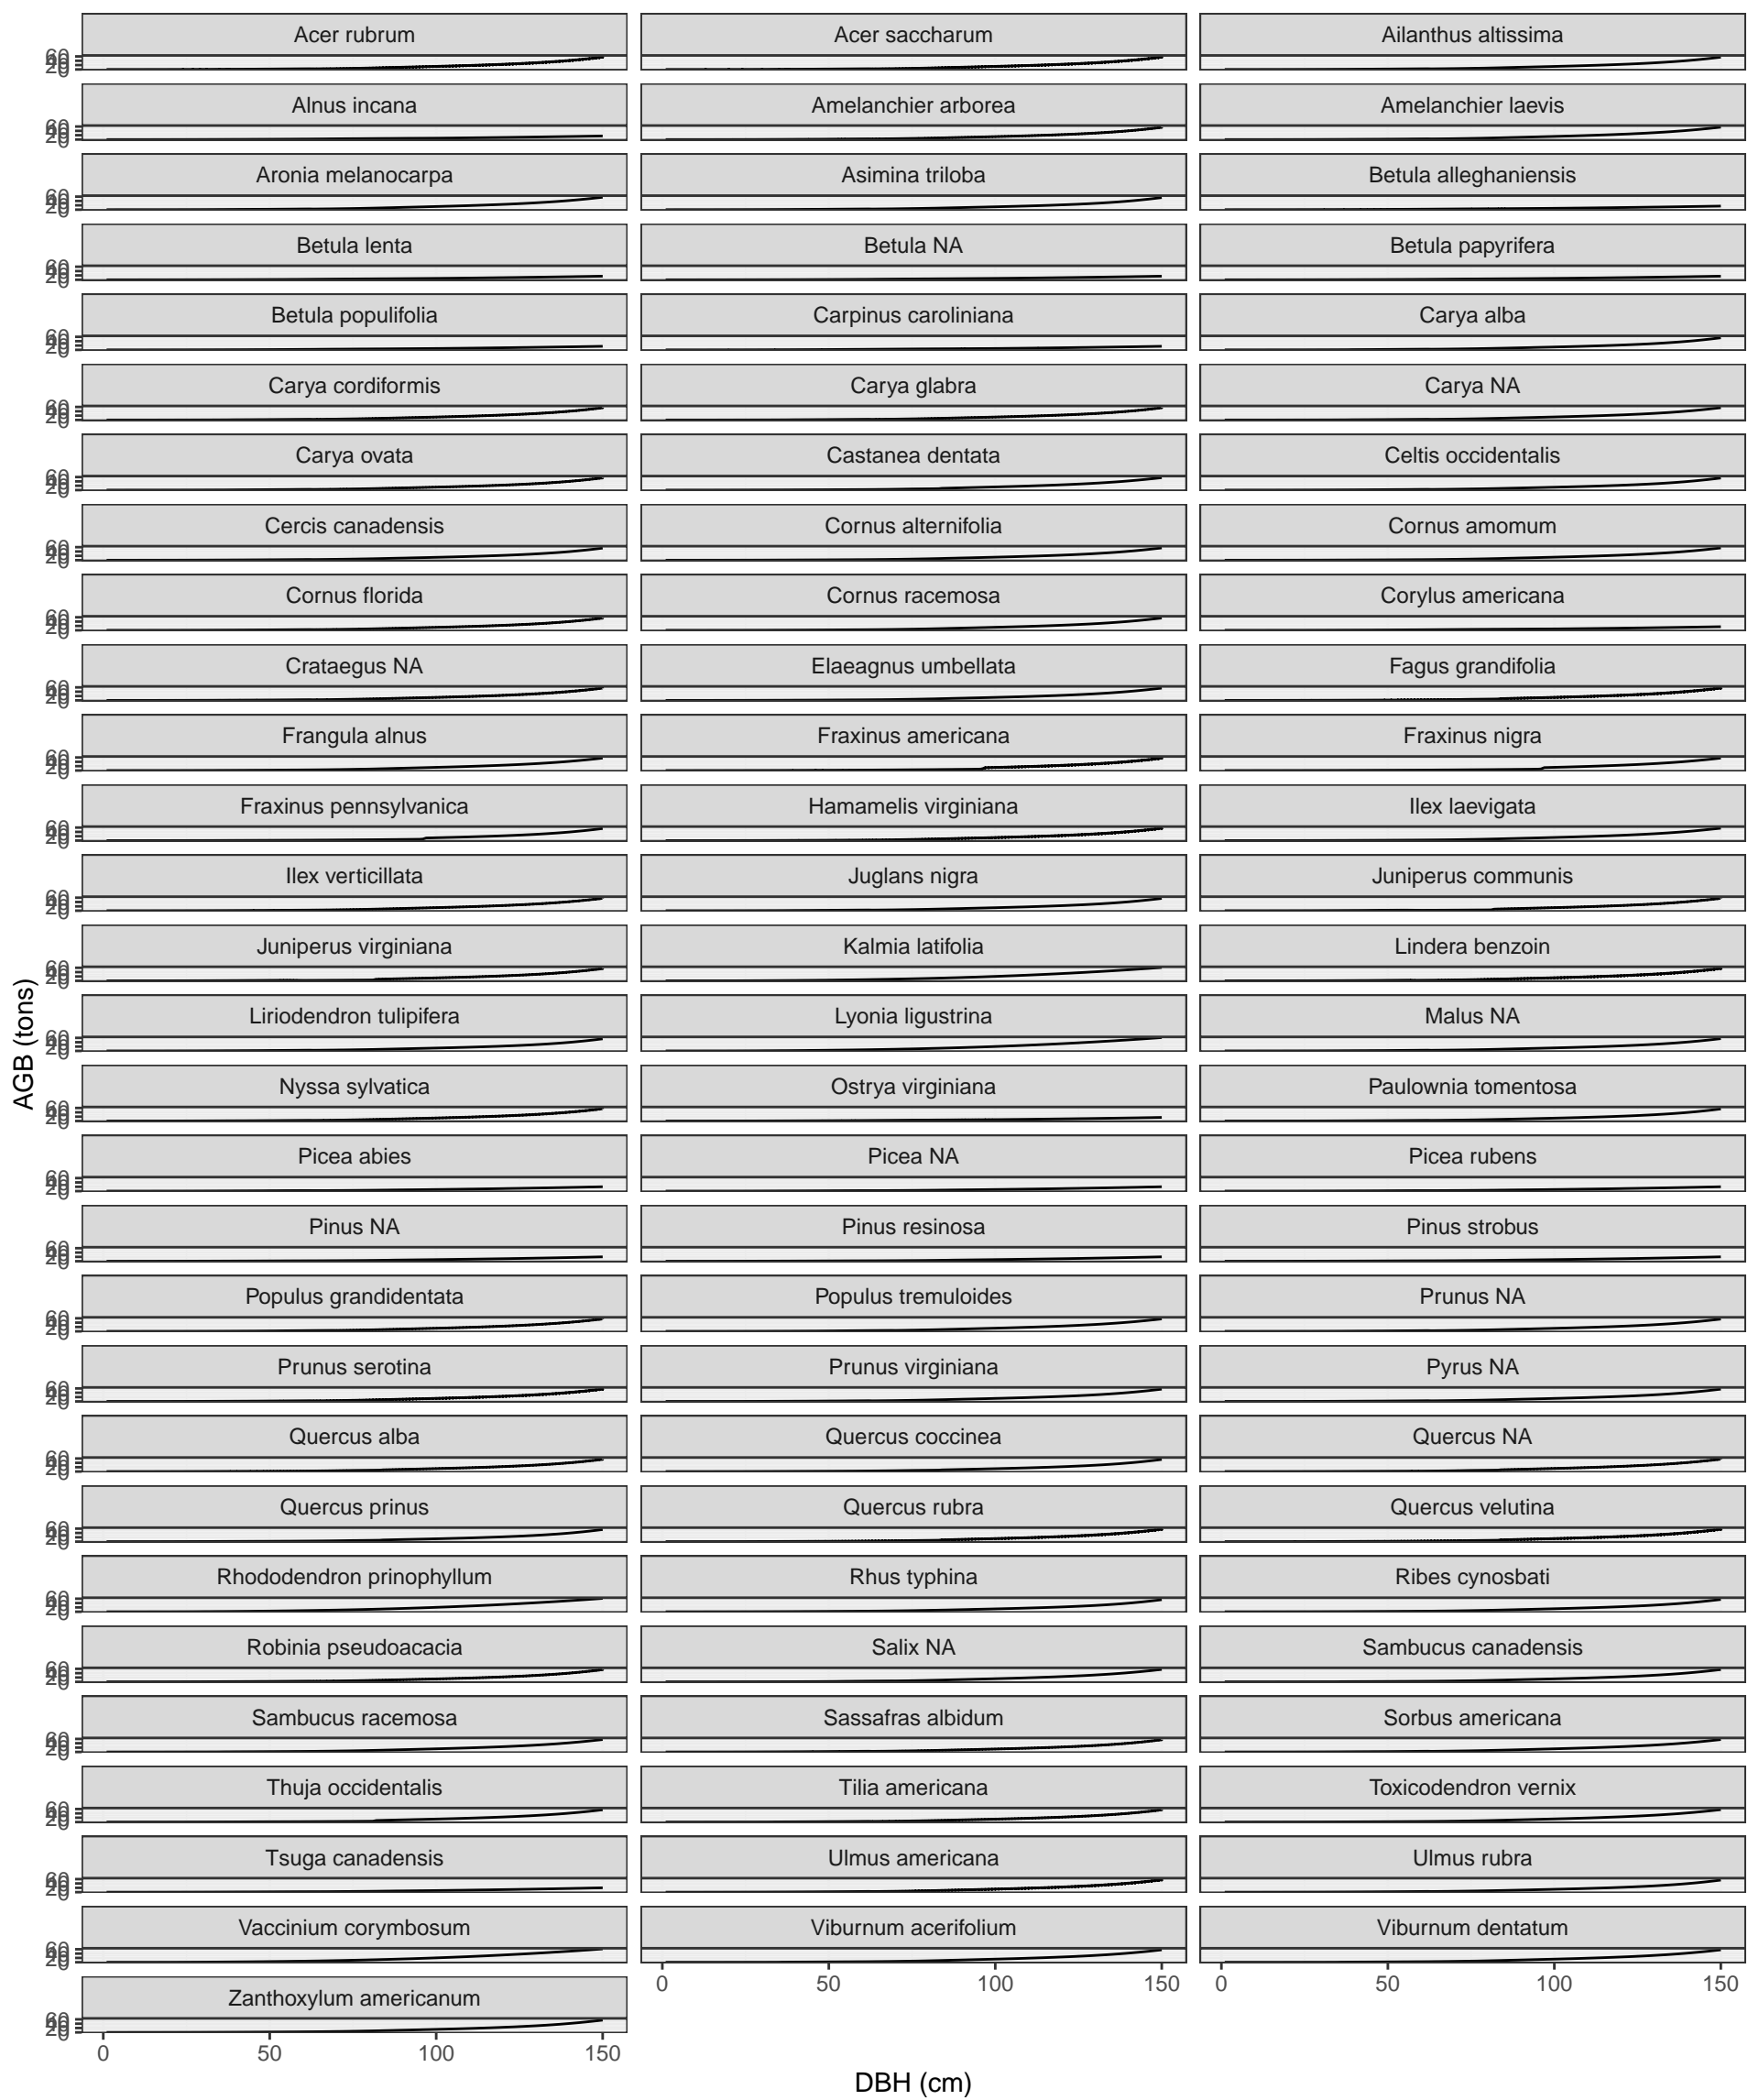 Acer rubrum
Acer saccharum
Ailanthus altissima
Alnus incana
Amelanchier arborea
Amelanchier laevis
Aronia melanocarpa
Asimina triloba
Betula alleghaniensis
Betula lenta
Betula NA
Betula papyrifera
Betula populifolia
Carpinus caroliniana
Carya alba
Carya cordiformis
Carya glabra
Carya NA
Carya ovata
Castanea dentata
Celtis occidentalis
Cercis canadensis
Cornus alternifolia
Cornus amomum
Cornus florida
Cornus racemosa
Corylus americana
Crataegus NA
Elaeagnus umbellata
Fagus grandifolia
Frangula alnus
Fraxinus americana
Fraxinus nigra
Fraxinus pennsylvanica
Hamamelis virginiana
Ilex laevigata
Ilex verticillata
Juglans nigra
Juniperus communis
Juniperus virginiana
Kalmia latifolia
Lindera benzoin
Liriodendron tulipifera
Lyonia ligustrina
Malus NA
Nyssa sylvatica
Ostrya virginiana
Paulownia tomentosa
Picea abies
Picea NA
Picea rubens
Pinus NA
Pinus resinosa
Pinus strobus
Populus grandidentata
Populus tremuloides
Prunus NA
Prunus serotina
Prunus virginiana
Pyrus NA
Quercus alba
Quercus coccinea
Quercus NA
Quercus prinus
Quercus rubra
Quercus velutina
Rhododendron prinophyllum
Rhus typhina
Ribes cynosbati
Robinia pseudoacacia
Salix NA
Sambucus canadensis
Sambucus racemosa
Sassafras albidum
Sorbus americana
Thuja occidentalis
Tilia americana
Toxicodendron vernix
Tsuga canadensis
Ulmus americana
Ulmus rubra
Vaccinium corymbosum
Viburnum acerifolium
Viburnum dentatum
0 50 100 150
0 50 100 150
Zanthoxylum americanum
0 50 100 150
DBH (cm)
AGB (tons)